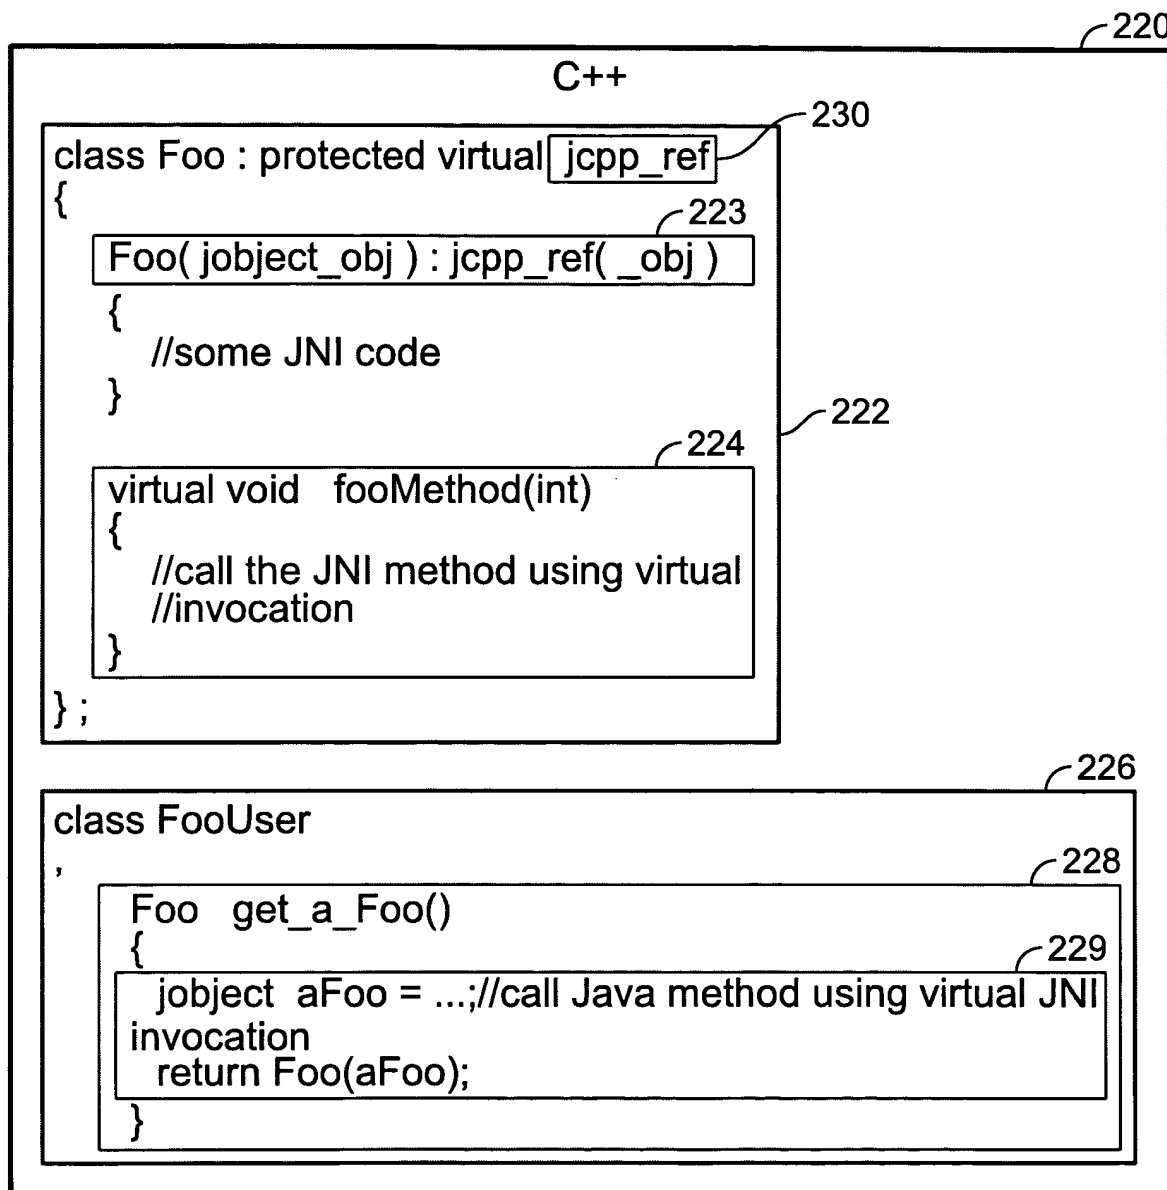 220
C++
230
class Foo : protected virtual jcpp_ref
{
223
Foo( jobject_obj ) : jcpp_ref( _obj )
{
//some JNI code
}
222
224
virtual void fooMethod(int)
{
//call the JNI method using virtual
//invocation
}
} ;
226
class FooUser
,
228
Foo get_a_Foo()
{
229
jobject aFoo = ...;//call Java method using virtual JNI
invocation
return Foo(aFoo);
}